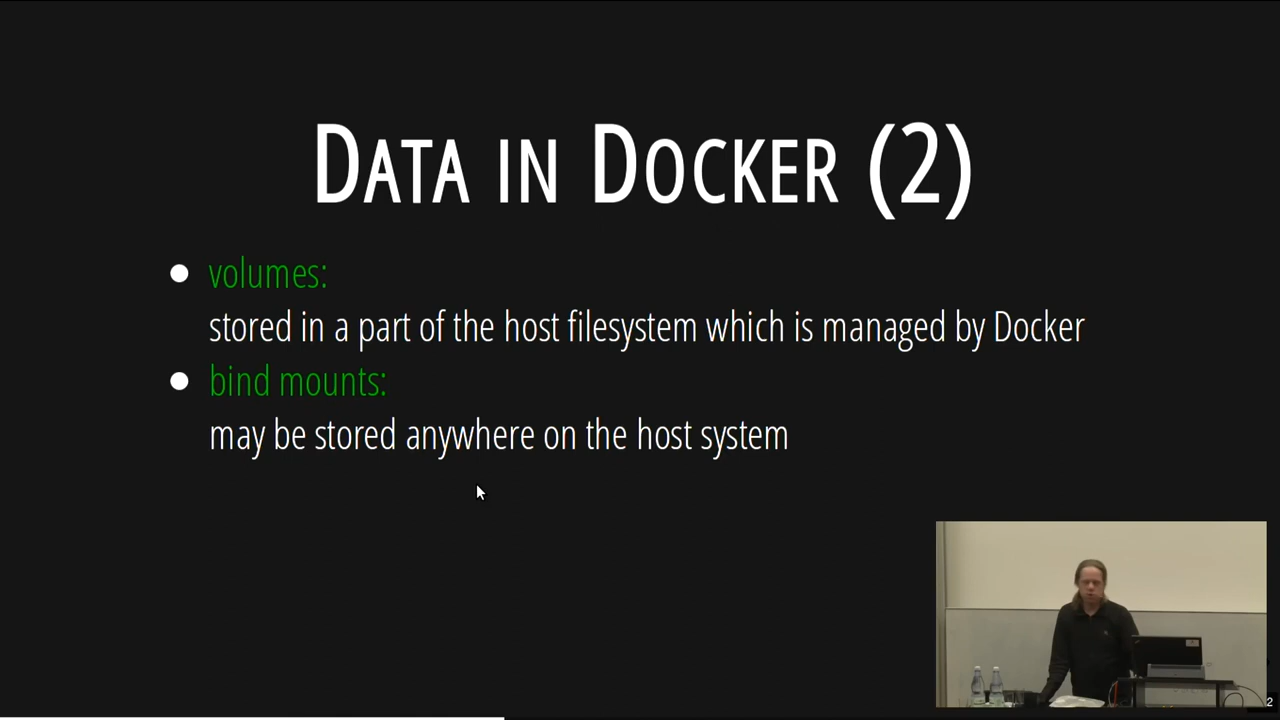 DATA IN DOCKER (2)
volumes:
stored in a part of the host filesystem which is managed by Docker
bind mounts:
may be stored anywhere on the host system
2